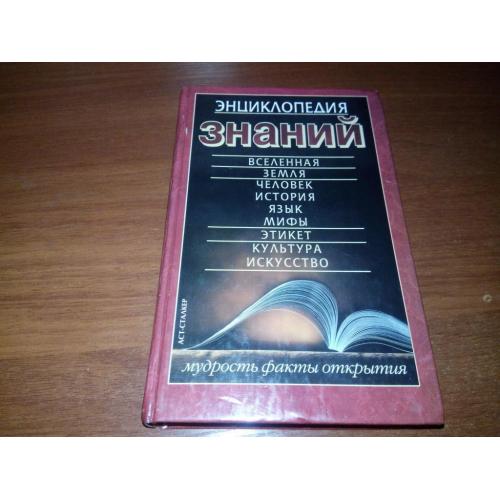 ЭНЦИКЛОПЕДИЯ
ЗНАНИЙ
ВСЕЛЕННАЯ
ЗЕМЛЯ
ЧЕЛОВЕК
ИСТОРИЯ
ЯЗЫК
МИФЫ
ЭТИКЕТ
КУЛЬТУРА
ИСКУССТВО
АСТ-СТАЛКЕР
мудрость факты открытия